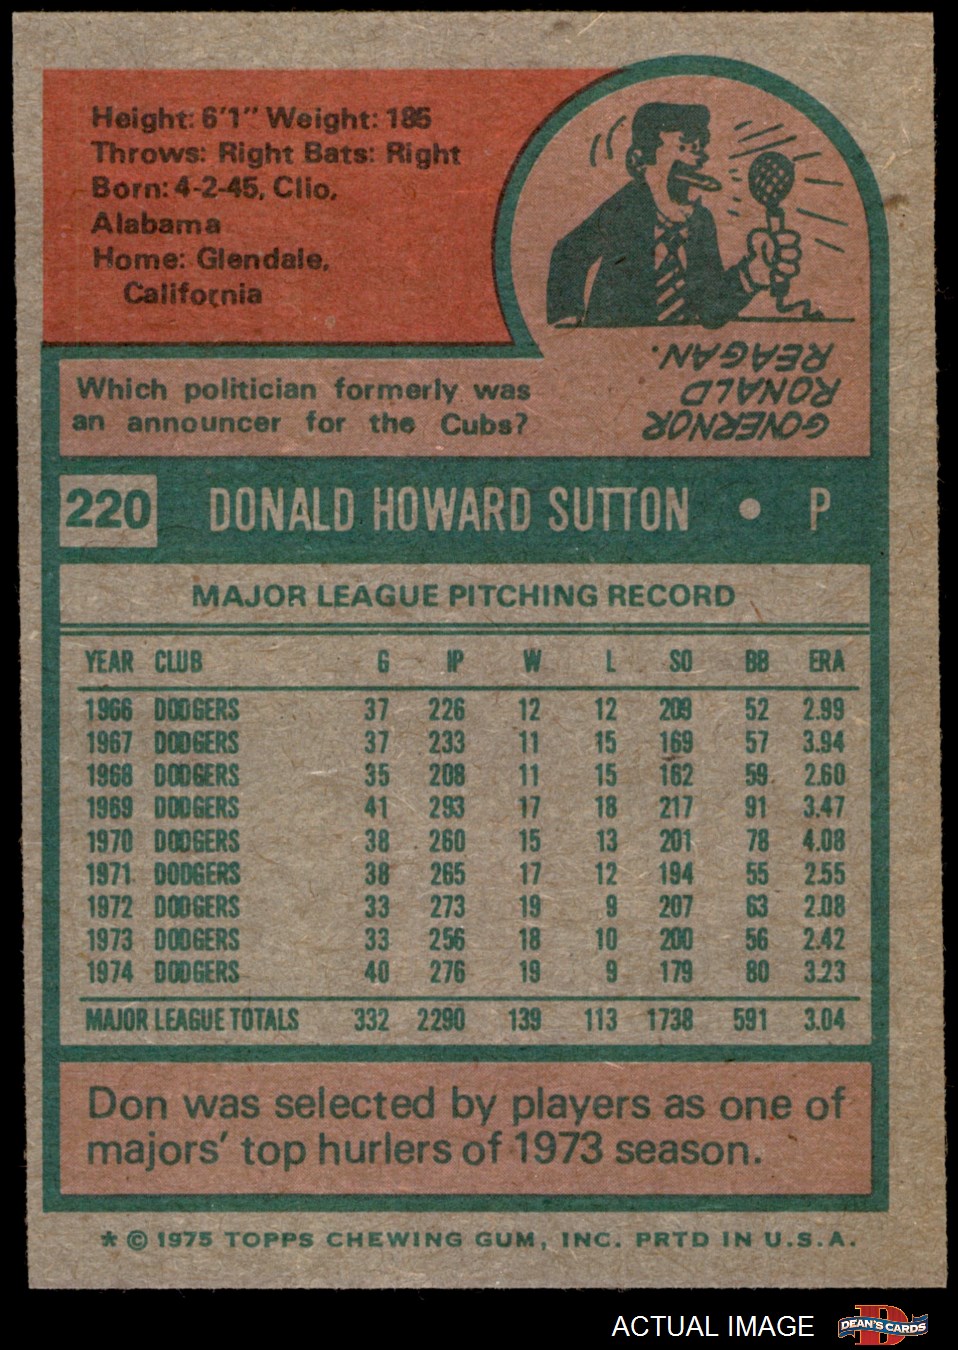 Height: 6'1" Weight: 185
Throws: Right Bats: Right
Born: 4-2-45, Clio,
Alabama
Home: Glendale,
California
Which politician formerly was
an announcer for the Cubs?
GOVERNOR
RONALD
REAGAN.
220 DONALD HOWARD SUTTON • P
MAJOR LEAGUE PITCHING RECORD
YEAR CLUB G IP W L SO BB ERA
1966 DODGERS 37 226 12 12 209 52 2.99
1967 DODGERS 37 233 11 15 169 57 3.94
1968 DODGERS 35 208 11 15 162 59 2.60
1969 DODGERS 41 293 17 18 217 91 3.47
1970 DODGERS 38 260 15 13 201 78 4.08
1971 DODGERS 38 265 17 12 194 55 2.55
1972 DODGERS 33 273 19 9 207 63 2.08
1973 DODGERS 33 256 18 10 200 56 2.42
1974 DODGERS 40 276 19 9 179 80 3.23
MAJOR LEAGUE TOTALS 332 2290 139 113 1738 591 3.04
Don was selected by players as one of
majors' top hurlers of 1973 season.
* © 1975 TOPPS CHEWING GUM, INC. PRTD IN U.S.A.
ACTUAL IMAGE
D
DEAN'S CARDS